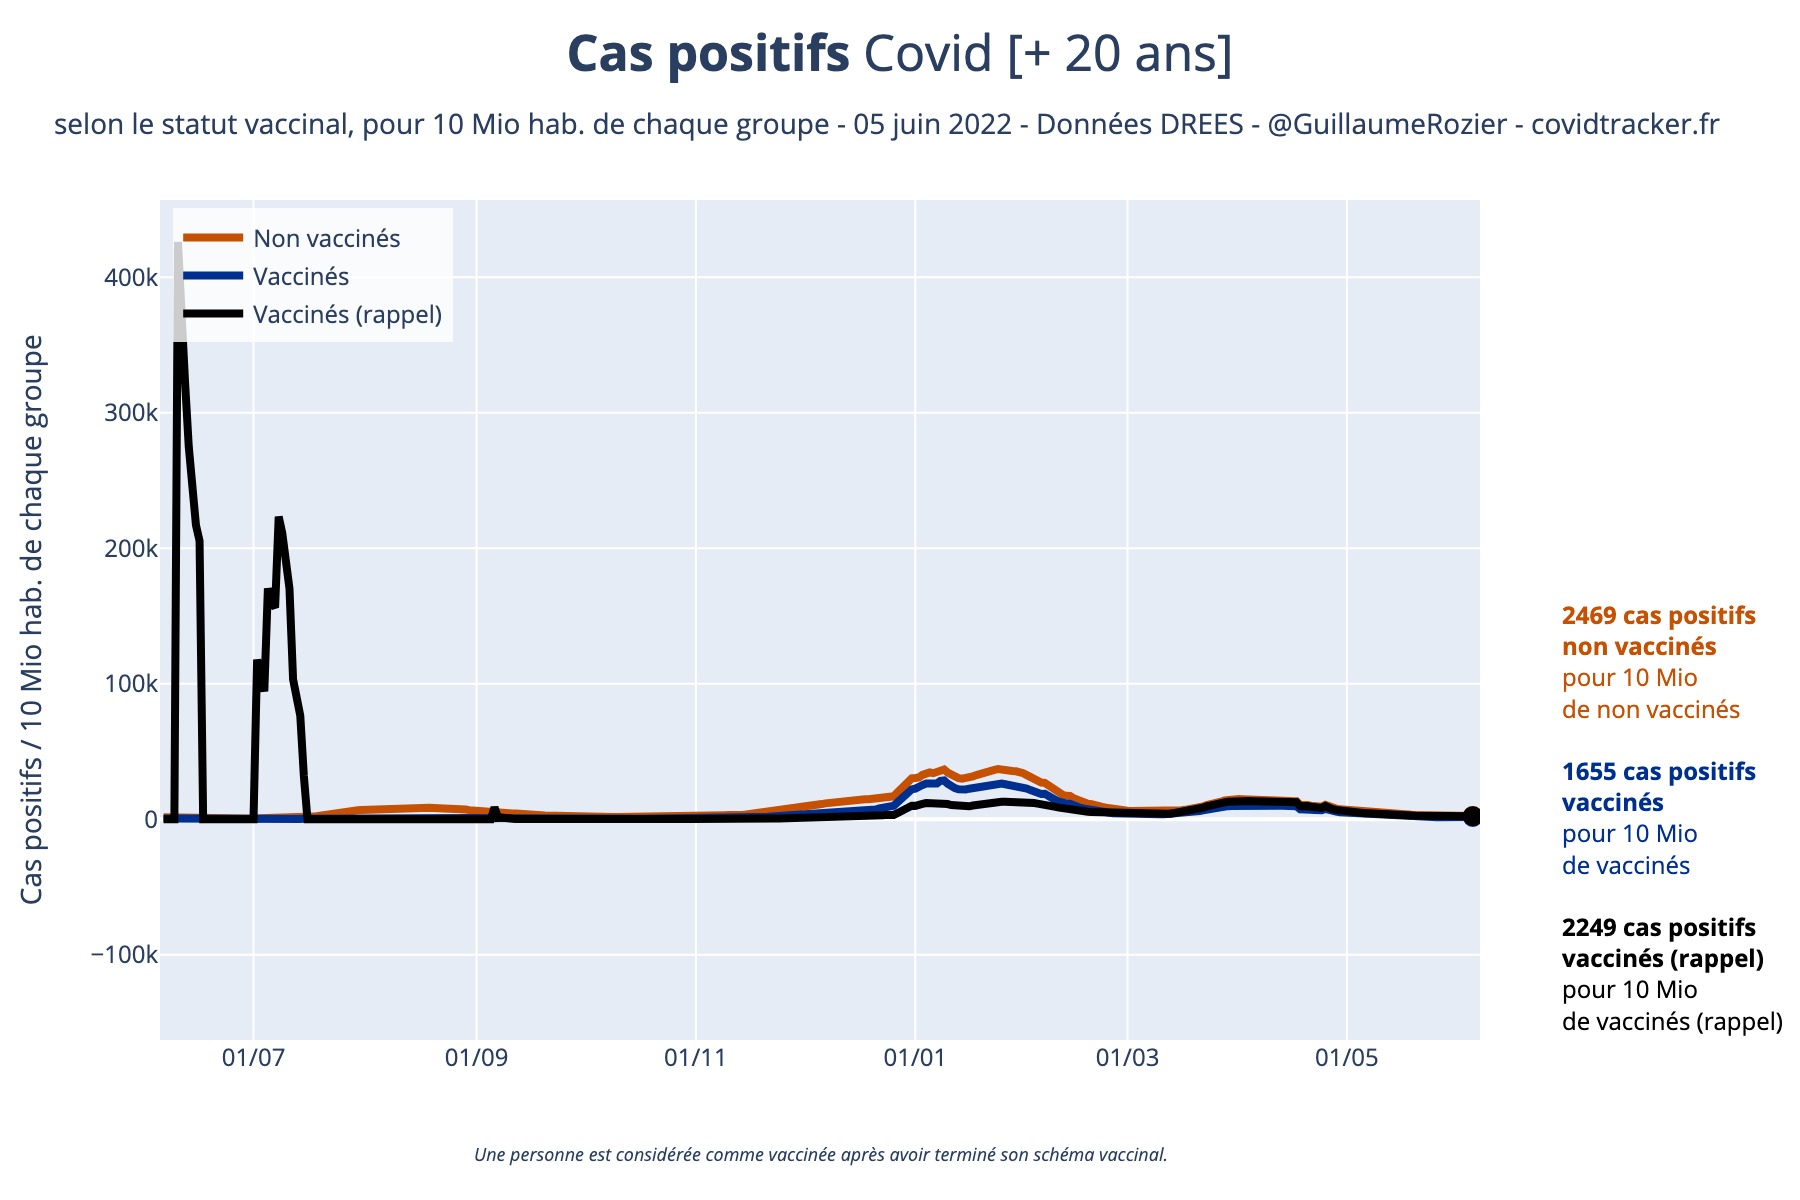 Cas positifs Covid [+ 20 ans]
selon le statut vaccinal, pour 10 Mio hab. de chaque groupe - 05 juin 2022 - Données DREES - @GuillaumeRozier - covidtracker.fr
Non vaccinés
Vaccinés
Vaccinés (rappel)
Cas positifs / 10 Mio hab. de chaque groupe
400k
300k
200k
100k
0
−100k
01/07
01/09
01/11
01/01
01/03
01/05
2469 cas positifs
non vaccinés
pour 10 Mio
de non vaccinés
1655 cas positifs
vaccinés
pour 10 Mio
de vaccinés
2249 cas positifs
vaccinés (rappel)
pour 10 Mio
de vaccinés (rappel)
Une personne est considérée comme vaccinée après avoir terminé son schéma vaccinal.